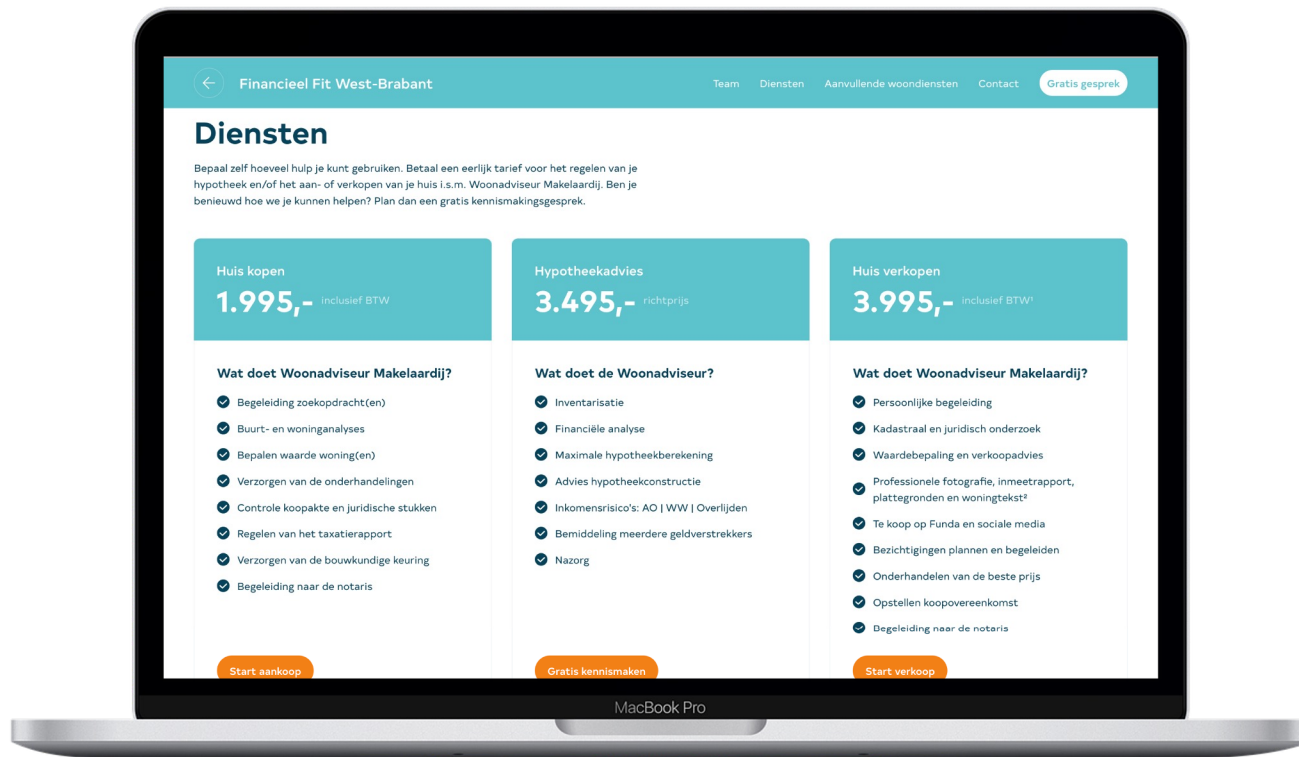 Financieel Fit West-Brabant
Team Diensten Aanvullende woondiensten Contact Gratis gesprek
Diensten
Bepaal zelf hoeveel hulp je kunt gebruiken. Betaal een eerlijk tarief voor het regelen van je
hypotheek en/of het aan- of verkopen van je huis i.s.m. Woonadviseur Makelaardij. Ben je
benieuwd hoe we je kunnen helpen? Plan dan een gratis kennismakingsgesprek.
Huis kopen
1.995,- inclusief BTW
Wat doet Woonadviseur Makelaardij?
Begeleiding zoekopdracht(en)
Buurt- en woninganalyses
Bepalen waarde woning(en)
Verzorgen van de onderhandelingen
Controle koopakte en juridische stukken
Regelen van het taxatierapport
Verzorgen van de bouwkundige keuring
Begeleiding naar de notaris
Start aankoop
Hypotheekadvies
3.495,- richtprijs
Wat doet de Woonadviseur?
Inventarisatie
Financiële analyse
Maximale hypotheekberekening
Advies hypotheekconstructie
Inkomensrisico's: AO | WW | Overlijden
Bemiddeling meerdere geldverstrekkers
Nazorg
Gratis kennismaken
Huis verkopen
3.995,- inclusief BTW¹
Wat doet Woonadviseur Makelaardij?
Persoonlijke begeleiding
Kadastraal en juridisch onderzoek
Waardebepaling en verkoopadvies
Professionele fotografie, inmeetrapport,
plattegronden en woningtekst²
Te koop op Funda en sociale media
Bezichtigingen plannen en begeleiden
Onderhandelen van de beste prijs
Opstellen koopovereenkomst
Begeleiding naar de notaris
Start verkoop
MacBook Pro